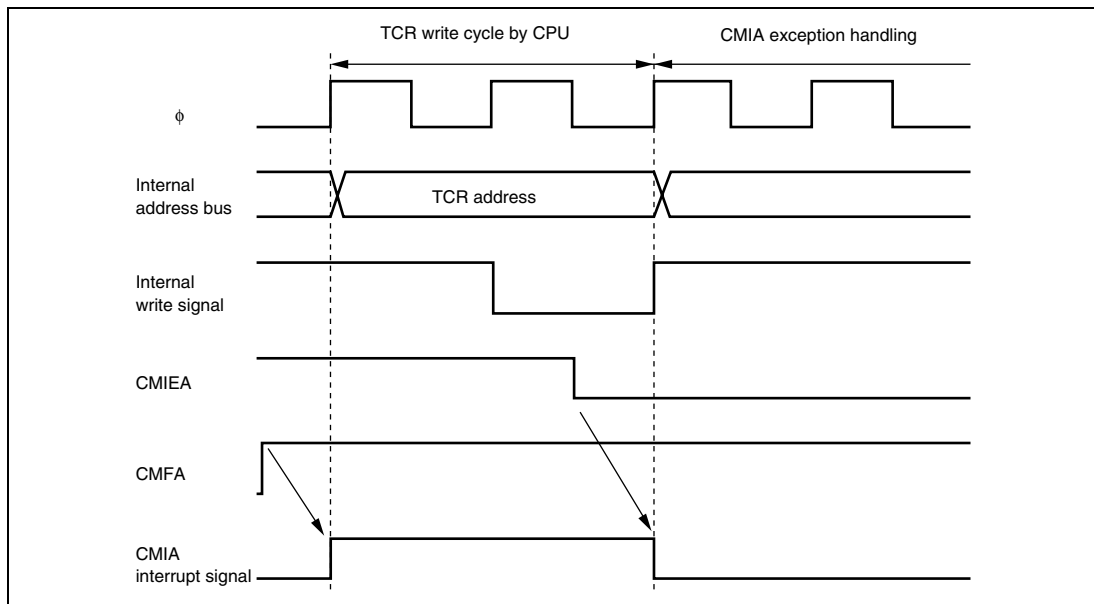 TCR write cycle by CPU
CMIA exception handling
ϕ
Internal
address bus
TCR address
Internal
write signal
CMIEA
CMFA
CMIA
interrupt signal